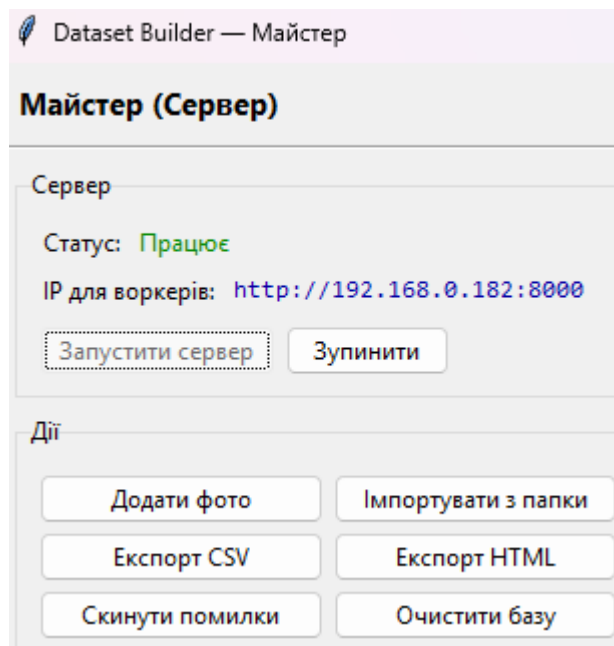 Dataset Builder — Майстер
Майстер (Сервер)
Сервер
Статус: Працює
IP для воркерів: http://192.168.0.182:8000
Запустити сервер Зупинити
Дії
Додати фото Імпортувати з папки
Експорт CSV Експорт HTML
Скинути помилки Очистити базу